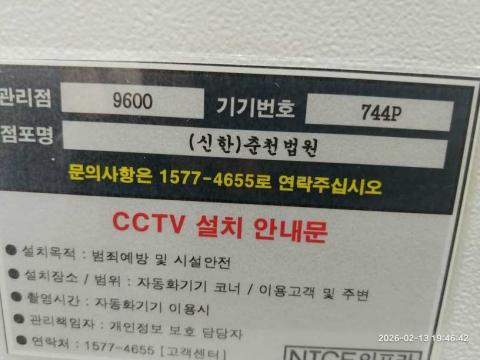 관리점 9600 기기번호 744P
점포명 (신한)춘천법원
문의사항은 1577-4655로 연락주십시오
CCTV 설치 안내문
● 설치목적 : 범죄예방 및 시설안전
● 설치장소 / 범위 : 자동화기기 코너 / 이용고객 및 주변
● 촬영시간 : 자동화기기 이용시
● 관리책임자 : 개인정보 보호 담당자
● 연락처 : 1577-4655 [고객센터]
2026-02-13 19:46:42